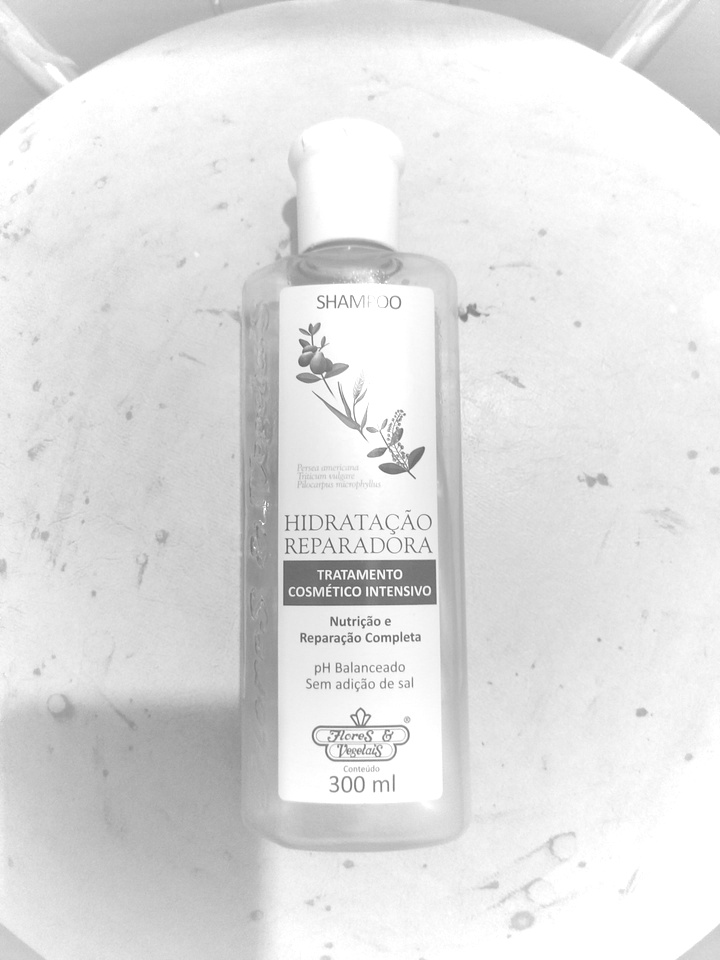 SHAMPOO
Persea americana
Triticum vulgare
Pilocarpus microphyllus
HIDRATAÇÃO
REPARADORA
TRATAMENTO
COSMÉTICO INTENSIVO
Nutrição e
Reparação Completa
pH Balanceado
Sem adição de sal
Flores &
Vegetais
®
Conteúdo
300 ml